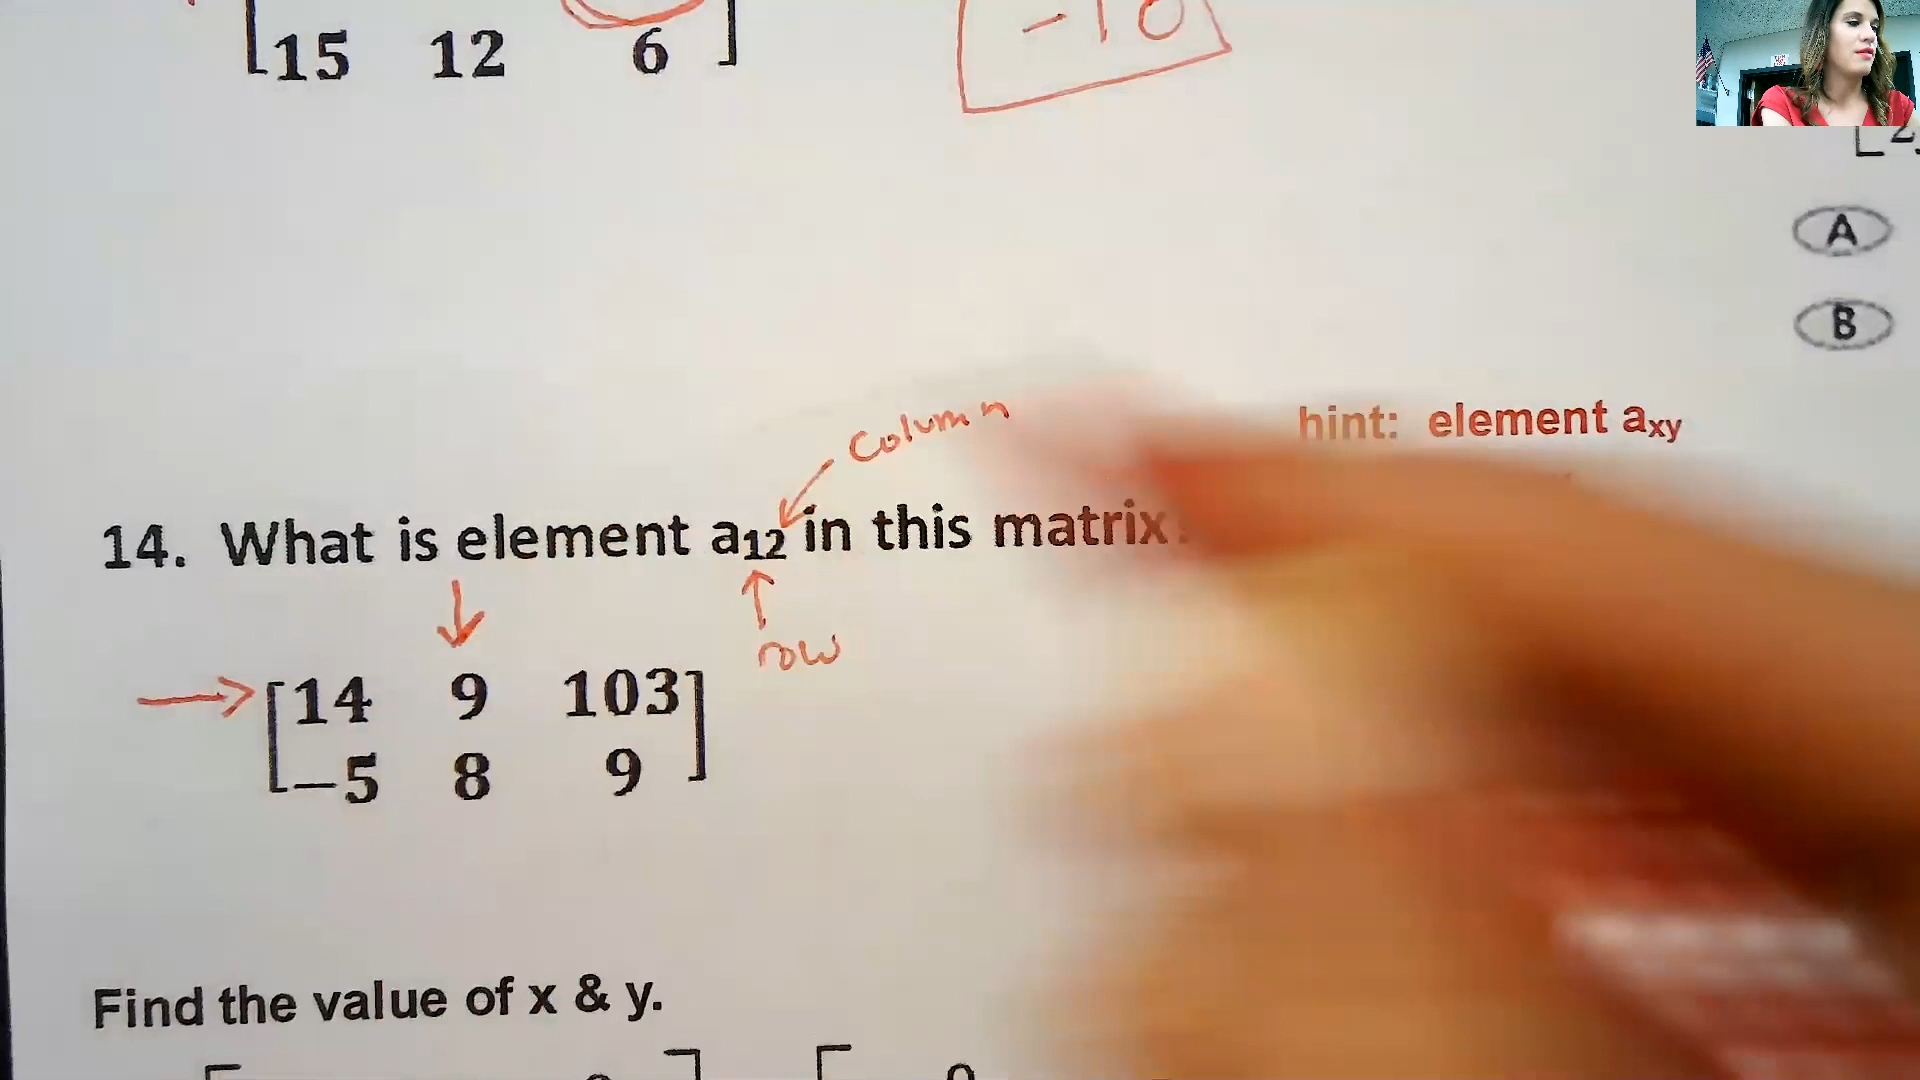 -10
[15 12 6]
[2
A
B
column
hint: element axy
14. What is element a12 in this matrix
row
[14 9 103]
[-5 8 9]
Find the value of x & y.